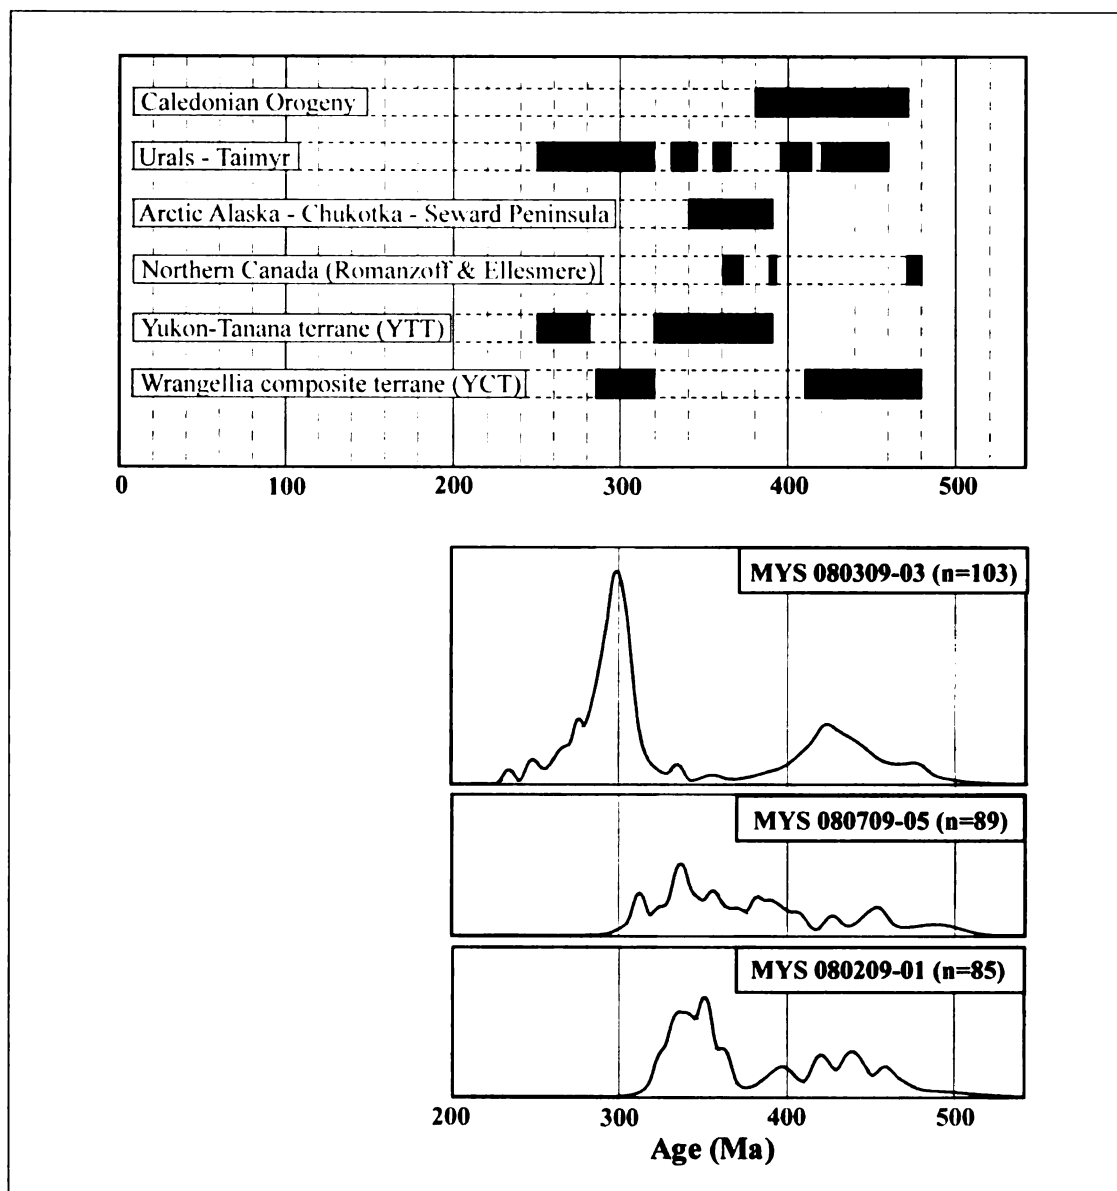 Caledonian Orogeny
Urals - Taimyr
Arctic Alaska - Chukotka - Seward Peninsula
Northern Canada (Romanzoff & Ellesmere)
Yukon-Tanana terrane (YTT)
Wrangellia composite terrane (YCT)
0 100 200 300 400 500
MYS 080309-03 (n=103)
MYS 080709-05 (n=89)
MYS 080209-01 (n=85)
200 300 400 500
Age (Ma)